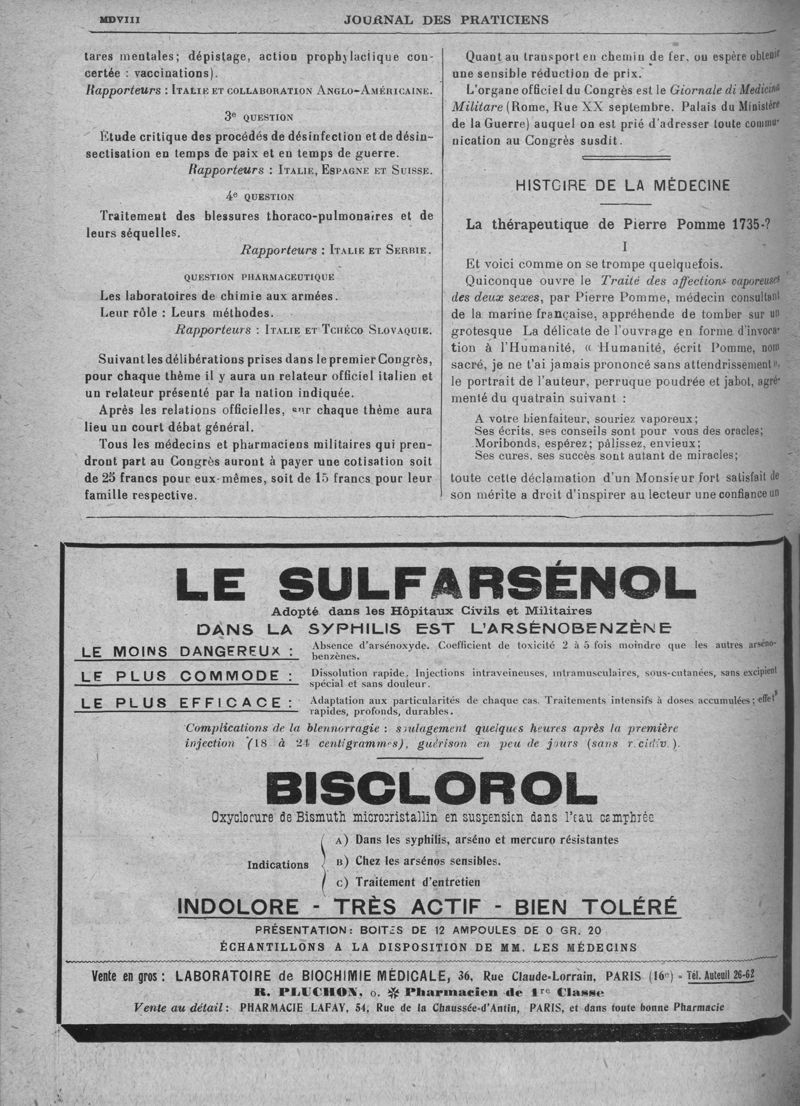 MDVIII
JOURNAL DES PRATICIENS
tares mentales; dépistage, action prophylactique con-
certée : vaccinations).
Rapporteurs : ITALIE ET COLLABORATION ANGLO-AMÉRICAINE.
3e QUESTION
Etude critique des procédés de désinfection et de désin-
sectisation en temps de paix et en temps de guerre.
Rapporteurs : ITALIE, ESPAGNE ET SUISSE.
4e QUESTION
Traitement des blessures thoraco-pulmonaires et de
leurs séquelles.
Rapporteurs : ITALIE ET SERBIE.
QUESTION PHARMACEUTIQUE
Les laboratoires de chimie aux armées.
Leur rôle : Leurs méthodes.
Rapporteurs : ITALIE ET TCHÉCO SLOVAQUIE.
Suivant les délibérations prises dans le premier Congrès,
pour chaque thème il y aura un relateur officiel italien et
un relateur présenté par la nation indiquée.
Après les relations officielles, sur chaque thème aura
lieu un court débat général.
Tous les médecins et pharmaciens militaires qui pren-
dront part au Congrès auront à payer une cotisation soit
de 25 francs pour eux-mêmes, soit de 15 francs pour leur
famille respective.
Quant au transport en chemin de fer, ou espère obtenir
une sensible réduction de prix.
L'organe officiel du Congrès est le Giornale di Medicina
Militare (Rome, Rue XX septembre. Palais du Ministère
de la Guerre) auquel on est prié d'adresser toute commu-
nication au Congrès susdit.
HISTOIRE DE LA MÉDECINE
La thérapeutique de Pierre Pomme 1735-?
I
Et voici comme on se trompe quelquefois.
Quiconque ouvre le Traité des affections vaporeuses
des deux sexes, par Pierre Pomme, médecin consultant
de la marine française, appréhende de tomber sur un
grotesque La délicate de l'ouvrage en forme d'invoca-
tion à l'Humanité, « Humanité, écrit Pomme, nom
sacré, je ne t'ai jamais prononcé sans attendrissement »,
le portrait de l'auteur, perruque poudrée et jabot, agré-
menté du quatrain suivant :
A votre bienfaiteur, souriez vaporeux;
Ses écrits, ses conseils sont pour vous des oracles;
Moribonds, espérez; pâlissez, envieux;
Ses cures, ses succès sont autant de miracles;
toute cette déclamation d'un Monsieur fort satisfait de
son mérite a droit d'inspirer au lecteur une confiance un
LE SULFARSÉNOL
Adopté dans les Hôpitaux Civils et Militaires
DANS LA SYPHILIS EST L'ARSÉNOBENZÈNE
LE MOINS DANGEREUX : Absence d'arsénoxyde. Coefficient de toxicité 2 à 5 fois moindre que les autres arséno-
benzènes.
LE PLUS COMMODE : Dissolution rapide. Injections intraveineuses, intramusculaires, sous-cutanées, sans excipient
spécial et sans douleur.
LE PLUS EFFICACE : Adaptation aux particularités de chaque cas. Traitements intensifs à doses accumulées; effets
rapides, profonds, durables.
Complications de la blennorragie : soulagement quelques heures après la première
injection (18 à 24 centigrammes), guérison en peu de jours (sans r.cidiv.).
BISCLOROL
Oxychlorure de Bismuth microcristallin en suspension dans l'eau camphrée
Indications
A) Dans les syphilis, arséno et mercuro résistantes
B) Chez les arsénos sensibles.
C) Traitement d'entretien
INDOLORE - TRÈS ACTIF - BIEN TOLÉRÉ
PRÉSENTATION: BOITES DE 12 AMPOULES DE 0 GR. 20
ÉCHANTILLONS A LA DISPOSITION DE MM. LES MÉDECINS
Vente en gros : LABORATOIRE de BIOCHIMIE MÉDICALE, 36, Rue Claude-Lorrain, PARIS (16e) - Tél. Auteuil 26-62
R. PLUCHON, O. ✻ Pharmacien de 1re Classe
Vente au détail : PHARMACIE LAFAY, 54, Rue de la Chaussée-d'Antin, PARIS, et dans toute bonne Pharmacie